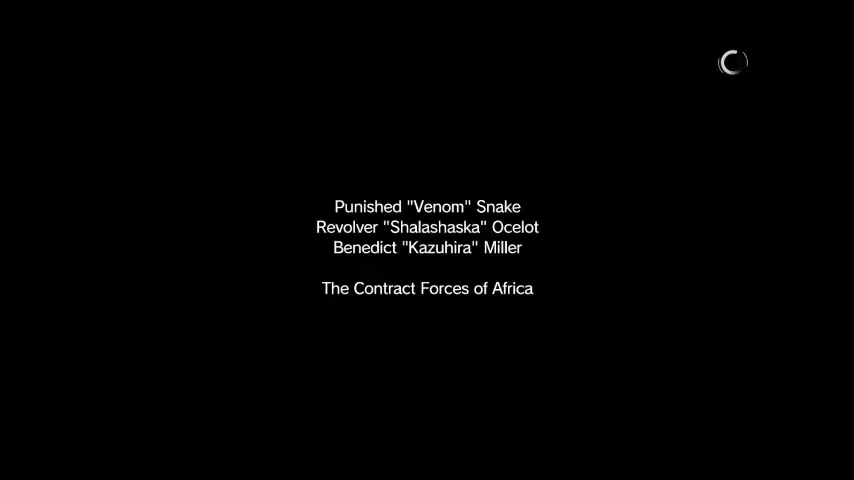 Punished "Venom" Snake
Revolver "Shalashaska" Ocelot
Benedict "Kazuhira" Miller
The Contract Forces of Africa